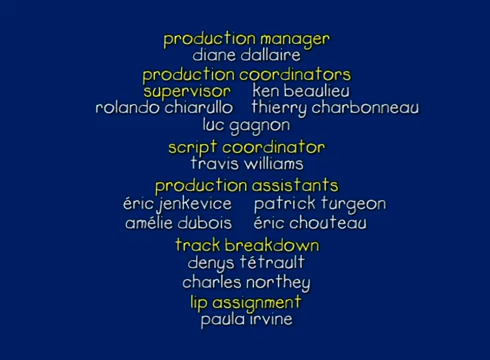 production manager
diane dallaire
production coordinators
supervisor ken beaulieu
rolando chiarullo thierry charbonneau
luc gagnon
script coordinator
travis williams
production assistants
éric jenkevice patrick turgeon
amélie dubois éric chouteau
track breakdown
denys tétrault
charles northey
lip assignment
paula irvine